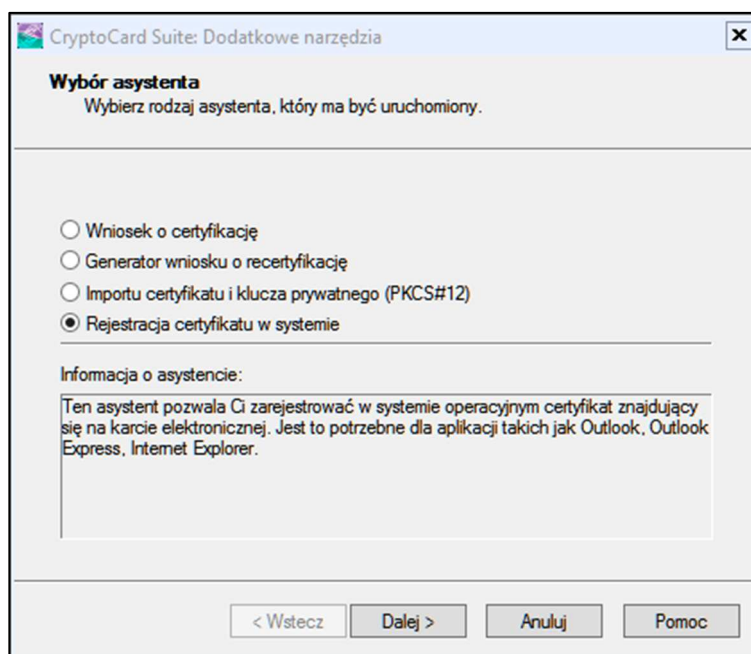 CryptoCard Suite: Dodatkowe narzędzia
Wybór asystenta
Wybierz rodzaj asystenta, który ma być uruchomiony.
Wniosek o certyfikację
Generator wniosku o recertyfikację
Importu certyfikatu i klucza prywatnego (PKCS#12)
Rejestracja certyfikatu w systemie
Informacja o asystencie:
Ten asystent pozwala Ci zarejestrować w systemie operacyjnym certyfikat znajdujący
się na karcie elektronicznej. Jest to potrzebne dla aplikacji takich jak Outlook, Outlook
Express, Internet Explorer.
< Wstecz Dalej > Anuluj Pomoc